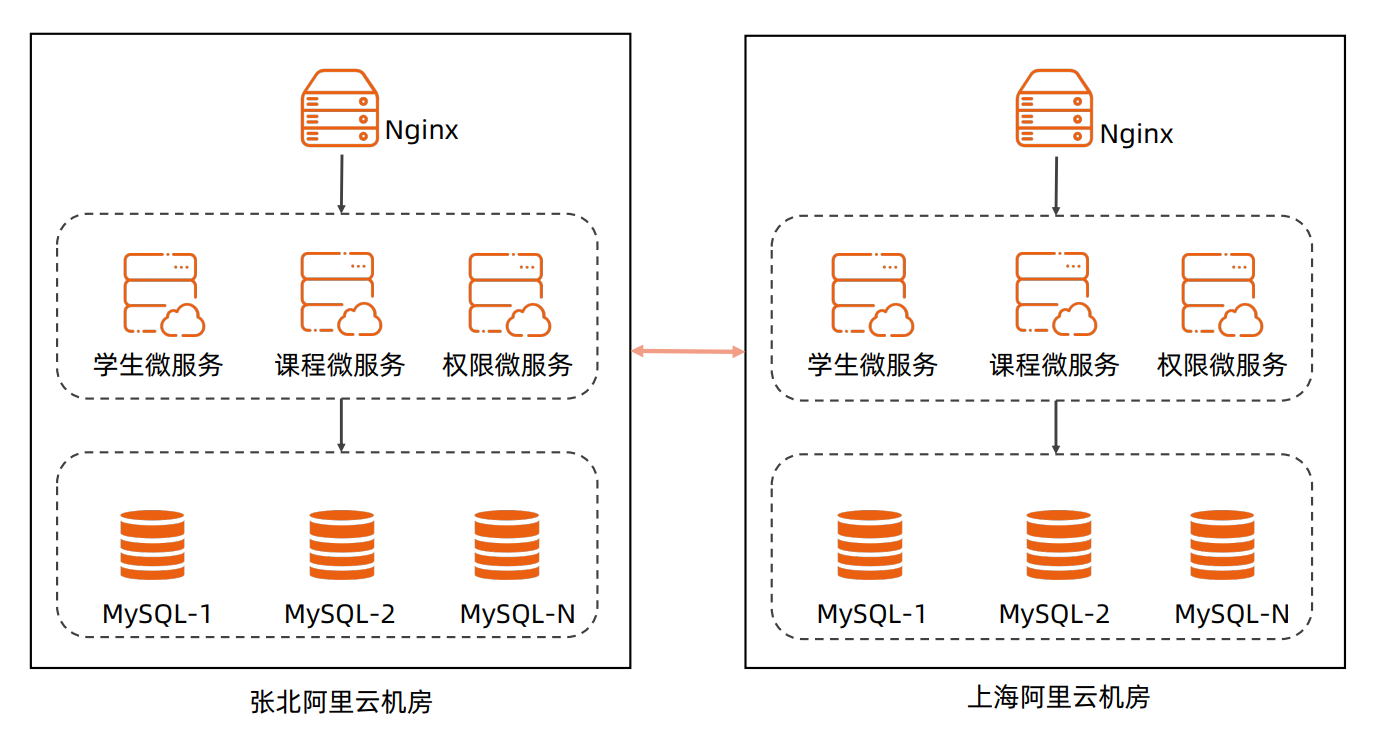 Nginx
学生微服务
课程微服务
权限微服务
MySQL-1
MySQL-2
MySQL-N
张北阿里云机房
Nginx
学生微服务
课程微服务
权限微服务
MySQL-1
MySQL-2
MySQL-N
上海阿里云机房